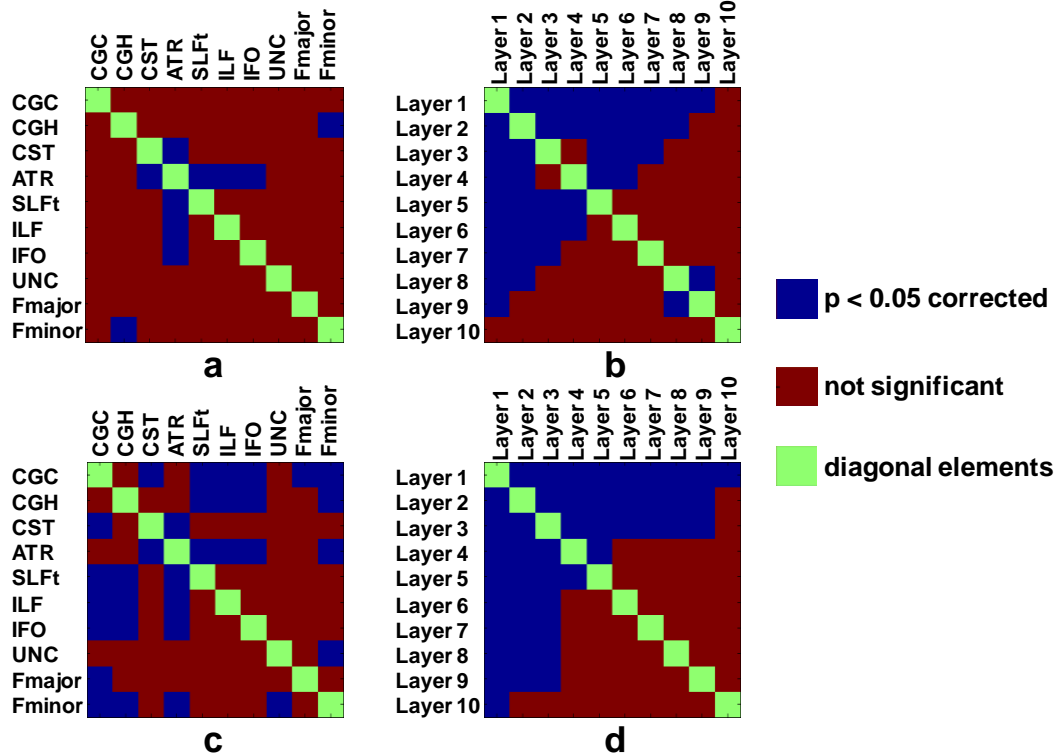 CGC CGH CST ATR SLFt ILF IFO UNC Fmajor Fminor
CGC
CGH
CST
ATR
SLFt
ILF
IFO
UNC
Fmajor
Fminor
a
Layer 1 Layer 2 Layer 3 Layer 4 Layer 5 Layer 6 Layer 7 Layer 8 Layer 9 Layer 10
Layer 1
Layer 2
Layer 3
Layer 4
Layer 5
Layer 6
Layer 7
Layer 8
Layer 9
Layer 10
b
p < 0.05 corrected
not significant
diagonal elements
CGC CGH CST ATR SLFt ILF IFO UNC Fmajor Fminor
CGC
CGH
CST
ATR
SLFt
ILF
IFO
UNC
Fmajor
Fminor
c
Layer 1 Layer 2 Layer 3 Layer 4 Layer 5 Layer 6 Layer 7 Layer 8 Layer 9 Layer 10
Layer 1
Layer 2
Layer 3
Layer 4
Layer 5
Layer 6
Layer 7
Layer 8
Layer 9
Layer 10
d